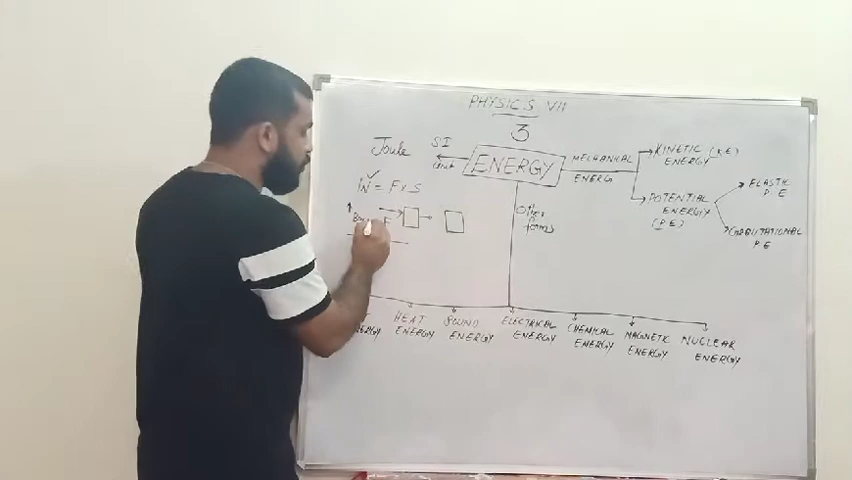 PHYSICS VII
3
Joule
SI
Unit
ENERGY
MECHANICAL
ENERG
KINETIC (K.E)
ENERGY
POTENTIAL
ENERGY
(P.E)
ELASTIC
P.E
GRAVITATIONAL
P.E
W = F x S
F
Other
forms
HEAT
ENERGY
SOUND
ENERGY
ELECTRICAL
ENERGY
CHEMICAL
ENERGY
MAGNETIC
ENERGY
NUCLEAR
ENERGY